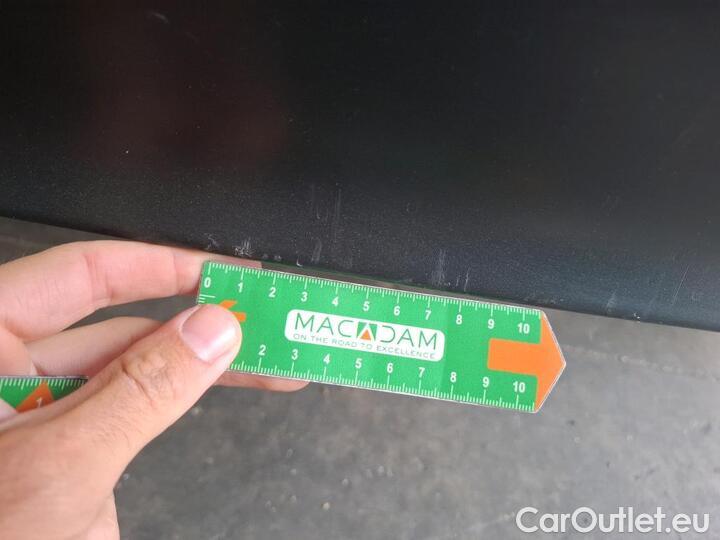 0 1 2 3 4 5 6 7 8 9 10
MACADAM
ON THE ROAD TO EXCELLENCE
2 3 4 5 6 7 8 9 10
1
CarOutlet.eu